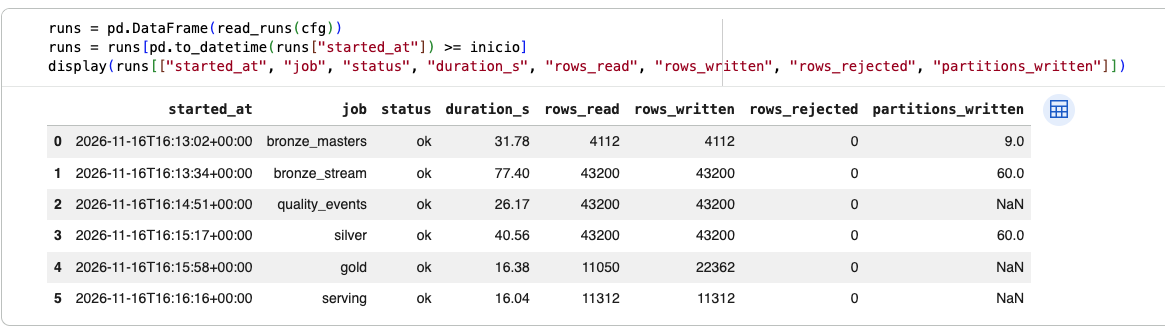 runs = pd.DataFrame(read_runs(cfg))
runs = runs[pd.to_datetime(runs["started_at"]) >= inicio]
display(runs[["started_at", "job", "status", "duration_s", "rows_read", "rows_written", "rows_rejected", "partitions_written"]])
started_at job status duration_s rows_read rows_written rows_rejected partitions_written
0 2026-11-16T16:13:02+00:00 bronze_masters ok 31.78 4112 4112 0 9.0
1 2026-11-16T16:13:34+00:00 bronze_stream ok 77.40 43200 43200 0 60.0
2 2026-11-16T16:14:51+00:00 quality_events ok 26.17 43200 43200 0 NaN
3 2026-11-16T16:15:17+00:00 silver ok 40.56 43200 43200 0 60.0
4 2026-11-16T16:15:58+00:00 gold ok 16.38 11050 22362 0 NaN
5 2026-11-16T16:16:16+00:00 serving ok 16.04 11312 11312 0 NaN